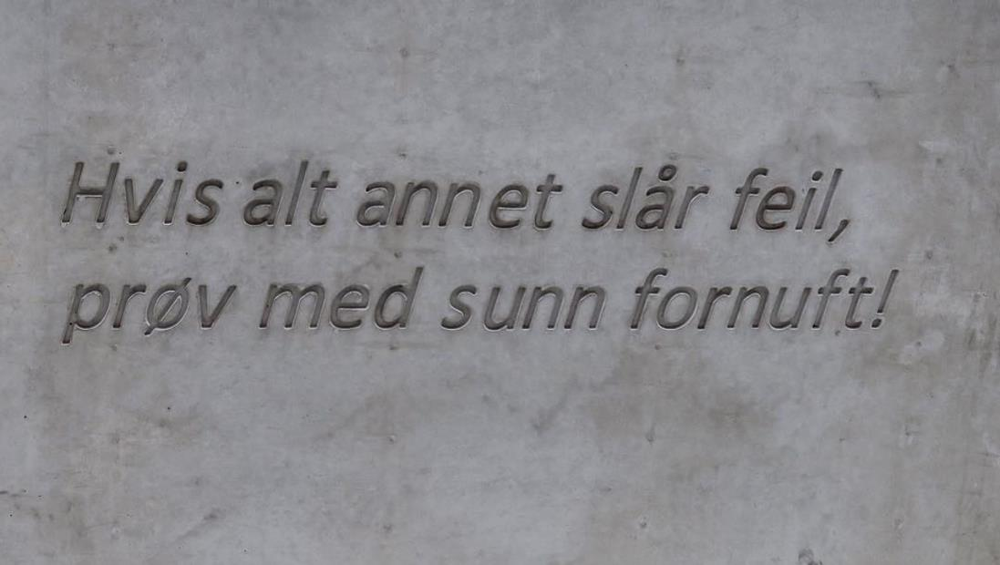 Hvis alt annet slår feil,
prøv med sunn fornuft!